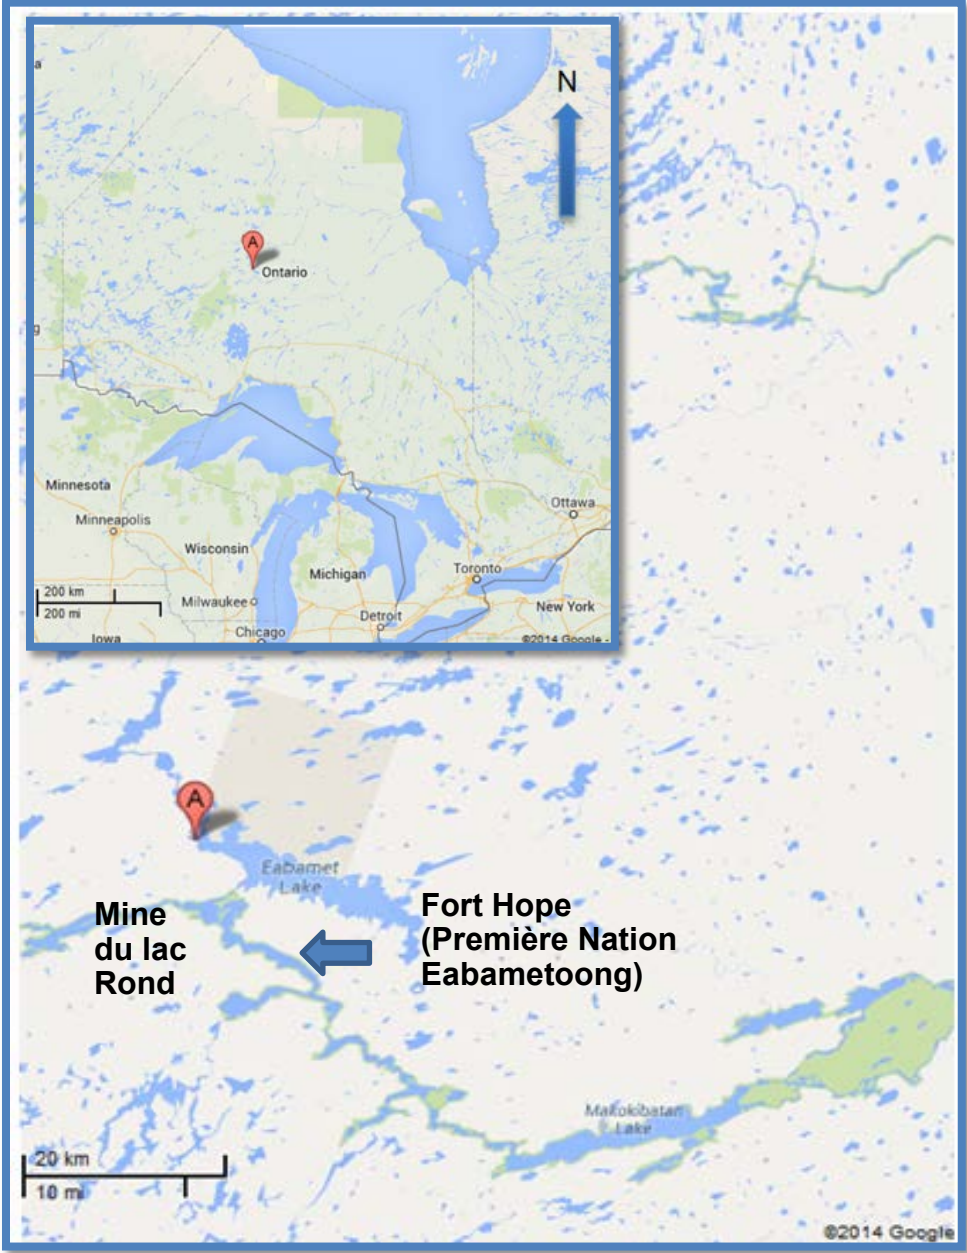 N
A
Ontario
Minnesota
Ottawa
Minneapolis
Wisconsin
Michigan
Toronto
200 km
200 mi
Milwaukee
New York
Detroit
Iowa
Chicago
©2014 Google -
A
Eabamet
Lake
Mine
du lac
Rond
Fort Hope
(Première Nation
Eabametoong)
Makokibatan
Lake
20 km
10 mi
©2014 Google